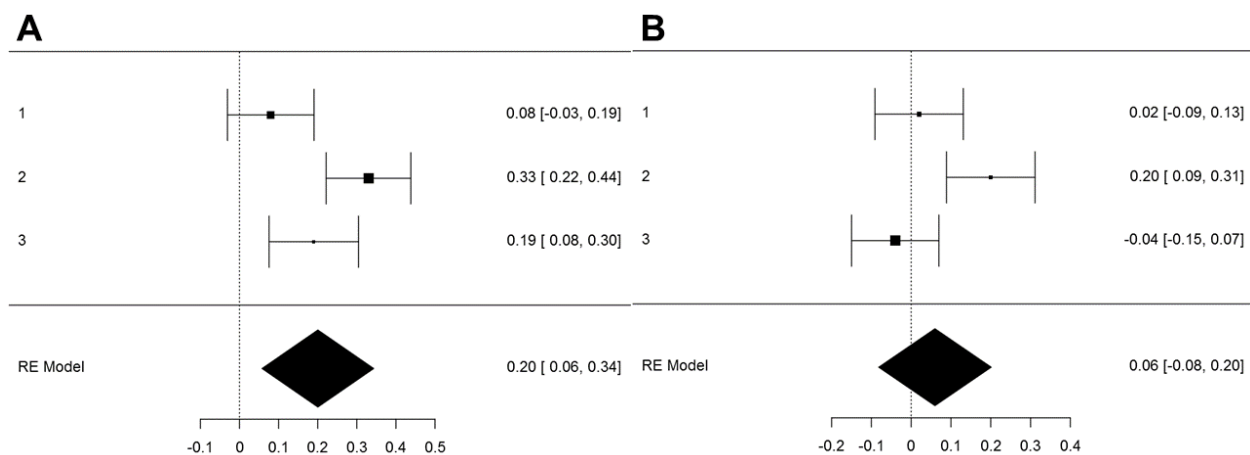 A
1 0.08 [-0.03, 0.19]
2 0.33 [ 0.22, 0.44]
3 0.19 [ 0.08, 0.30]
RE Model 0.20 [ 0.06, 0.34]
-0.1 0 0.1 0.2 0.3 0.4 0.5
B
1 0.02 [-0.09, 0.13]
2 0.20 [ 0.09, 0.31]
3 -0.04 [-0.15, 0.07]
RE Model 0.06 [-0.08, 0.20]
-0.2 -0.1 0 0.1 0.2 0.3 0.4